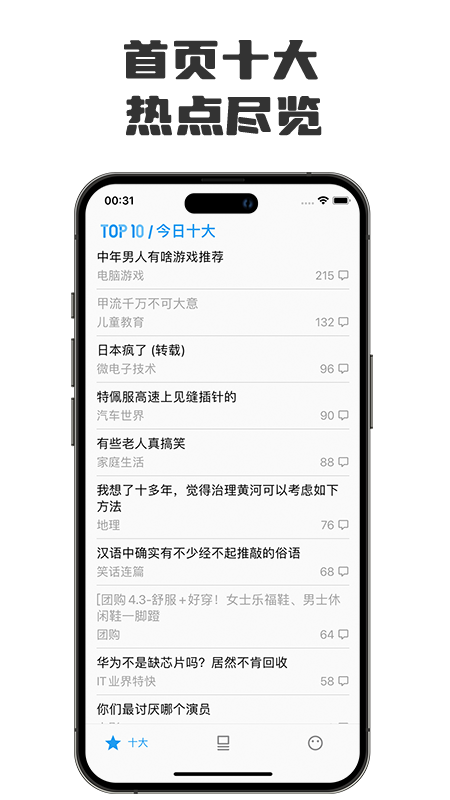 首页十大
热点尽览
00:31
TOP 10 / 今日十大
中年男人有啥游戏推荐
电脑游戏 215
甲流千万不可大意
儿童教育 132
日本疯了 (转载)
微电子技术 96
特佩服高速上见缝插针的
汽车世界 90
有些老人真搞笑
家庭生活 88
我想了十多年，觉得治理黄河可以考虑如下
方法
地理 76
汉语中确实有不少经不起推敲的俗语
笑话连篇 68
[团购 4.3-舒服+好穿！女士乐福鞋、男士休
闲鞋一脚蹬
团购 64
华为不是缺芯片吗？居然不肯回收
IT业界特快 58
你们最讨厌哪个演员
十大